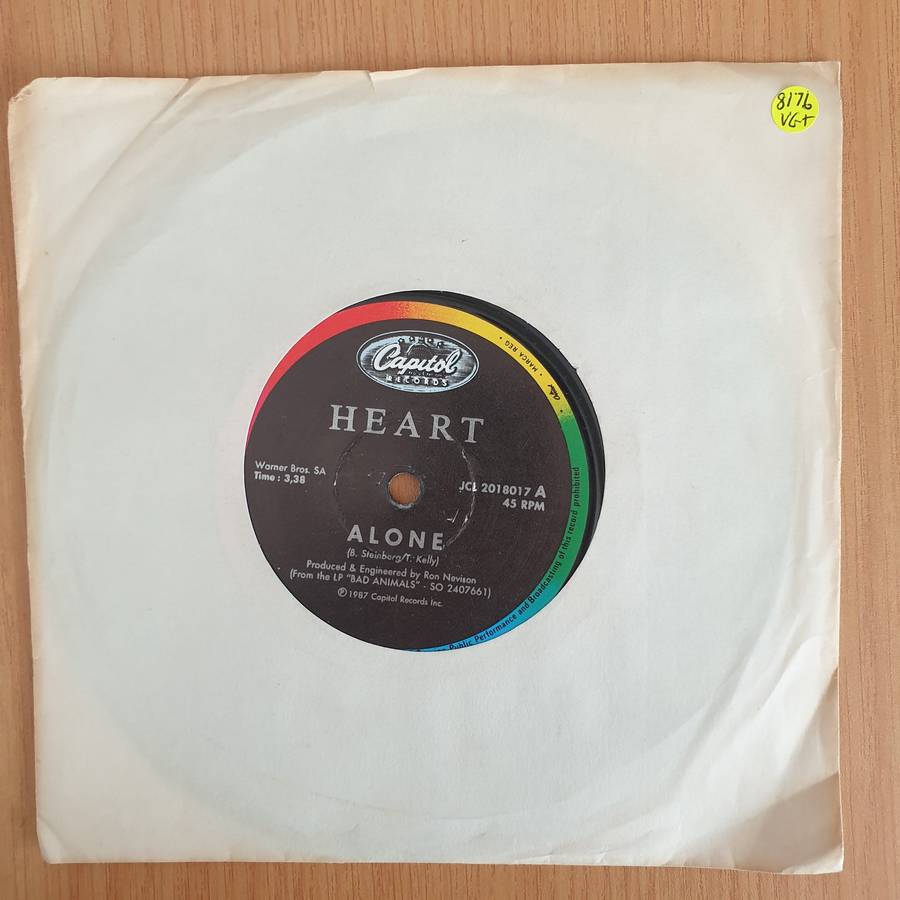 8176
VG+
Capitol
RECORDS
MARCA REG.
HEART
Warner Bros. SA
Time : 3,38
JCL 2018017 A
45 RPM
ALONE
(B. Steinberg/T. Kelly)
Produced & Engineered by Ron Nevison
(From the LP "BAD ANIMALS" - SO 2407661)
℗ 1987 Capitol Records Inc.
Public Performance and Broadcasting of this record prohibited